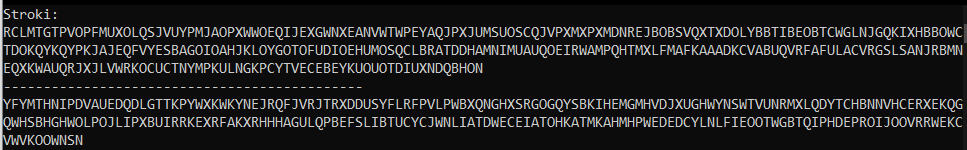 Stroki:
RCLMTGTPVOPFMUXOLQSJVUYPMJAOPXWWOEQIJEXGWNXEANVWTWPEYAQJPXJUMSUOSCQJVPXMXPXMDNREJBOBSVQXTXDOLYBBTIBEOBTCWGLNJGQKIXHBBOWC
TDOKQYKQYPKJAJEQFVYESBAGOIOAHJKLOYGOTOFUDIOEHUMOSQCLBRATDDHAMNIMUAUQOEIRWAMPQHTMXLFMAFKAAADKCVABUQVRFAFULACVRGSLSANJRBMN
EQXKWAUQRJXJLVWRKOCUCTNYMPKULNGKPCYTVECEBEYKUOUOTDIUXNDQBHON
---------------------------------------------
YFYMTHNIPDVAUEDQDLGTTKPYWXKWKYNEJRQFJVRJTRXDDUSYFLRFPVLPWBXQNGHXSRGOGQYSBKIHEMGMHVDJXUGHWYNSWTVUNRMXLQDYTCHBNNVHCERXEKQG
QWHSBHGHWOLPOJLIPXBUIRRKEXRFAKXRHHHAGULQPBEFSLIBTUCYCJWNLIATDWECEIATOHKATMKAHMHPWEDEDCYLNLFIEOOTWGBTQIPHDEPROIJOOVRRWEKC
VWVKOOWNSN